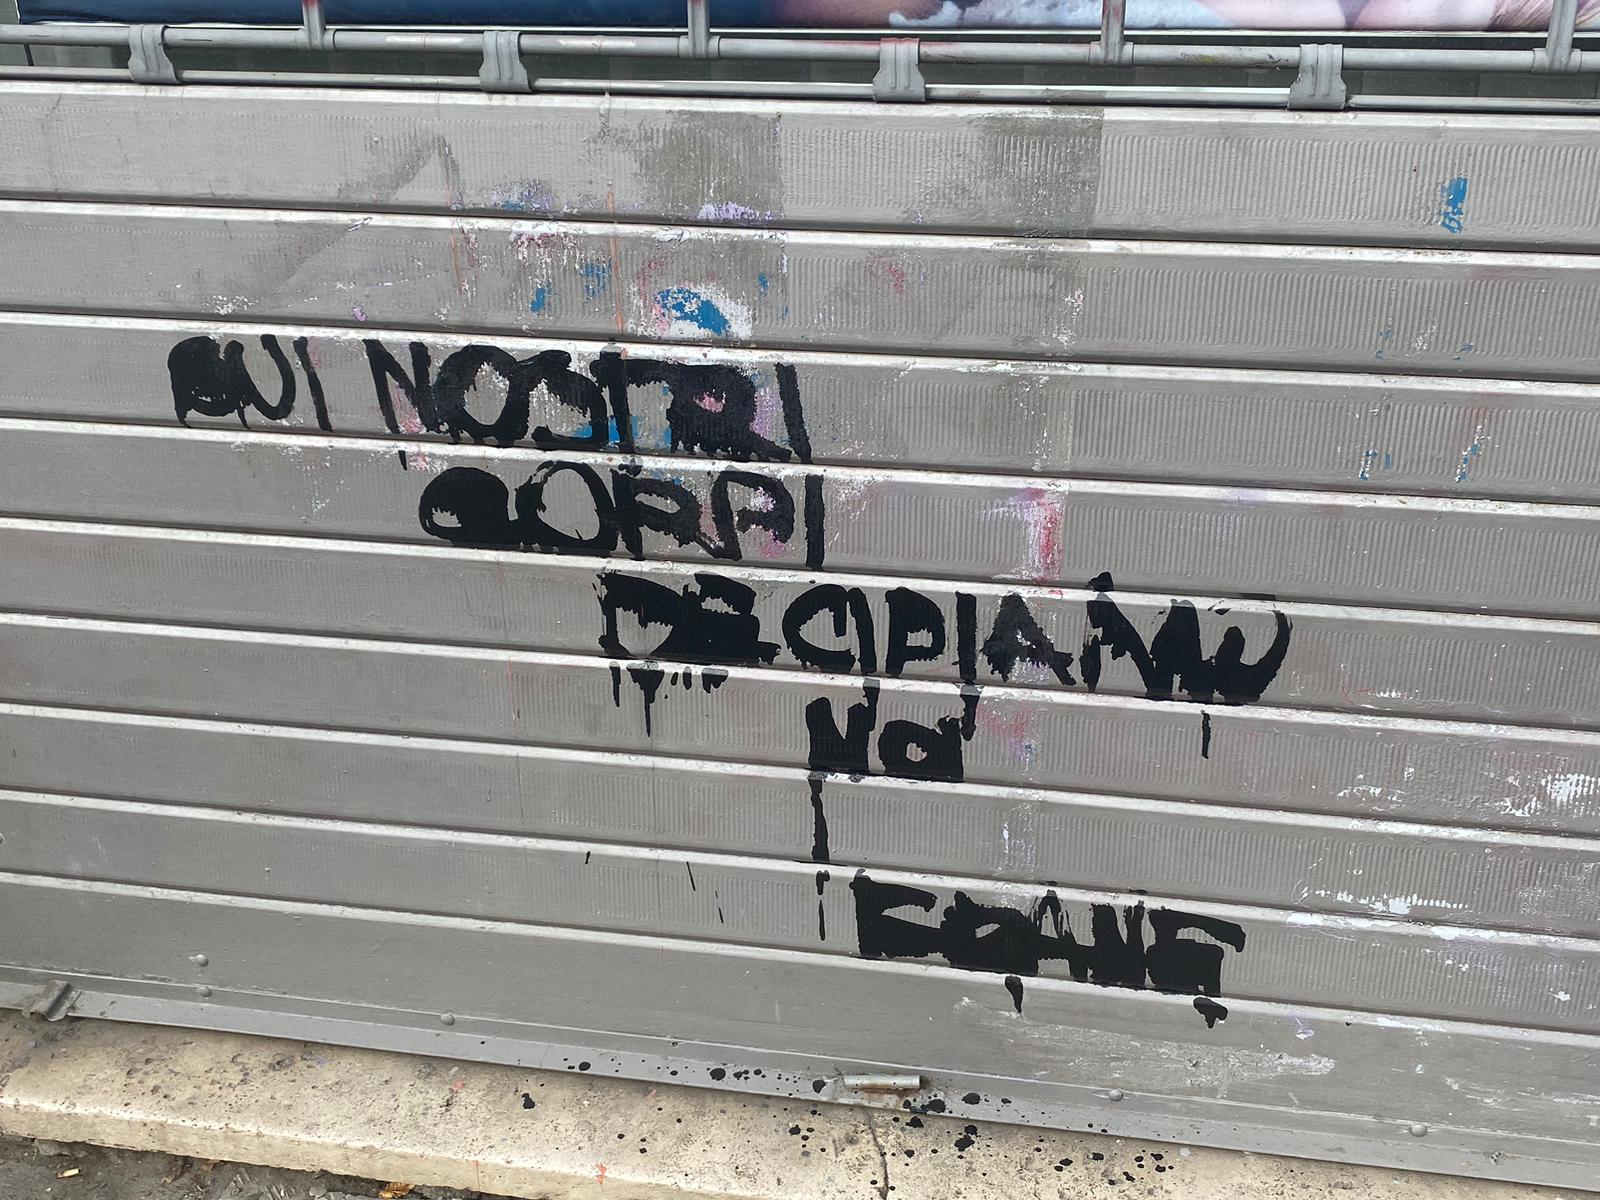 SUI NOSTRI
CORPI
DECIDIAMO
NOI